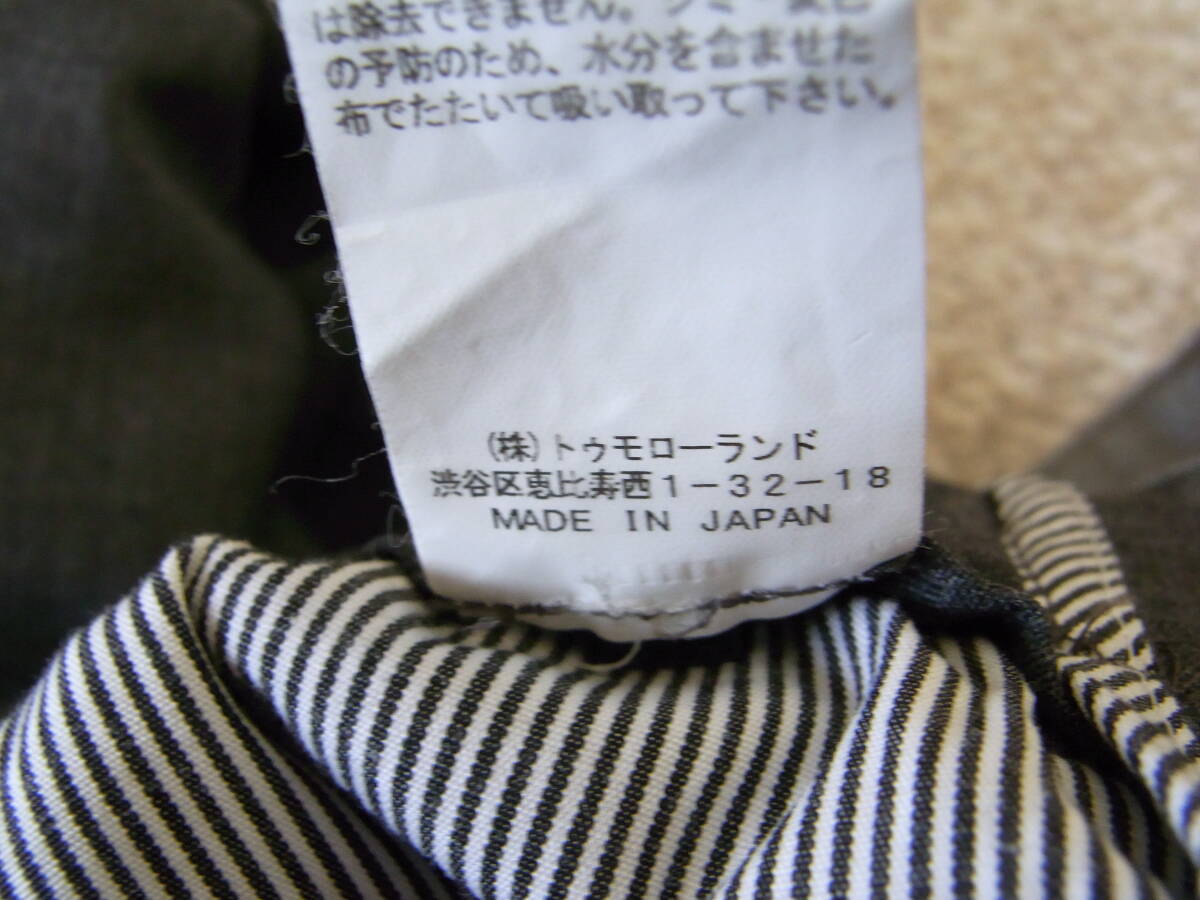 は除去できません。シミ・変色
の予防のため、水分を含ませた
布でたたいて吸い取って下さい。
(株)トゥモローランド
渋谷区恵比寿西1-32-18
MADE IN JAPAN